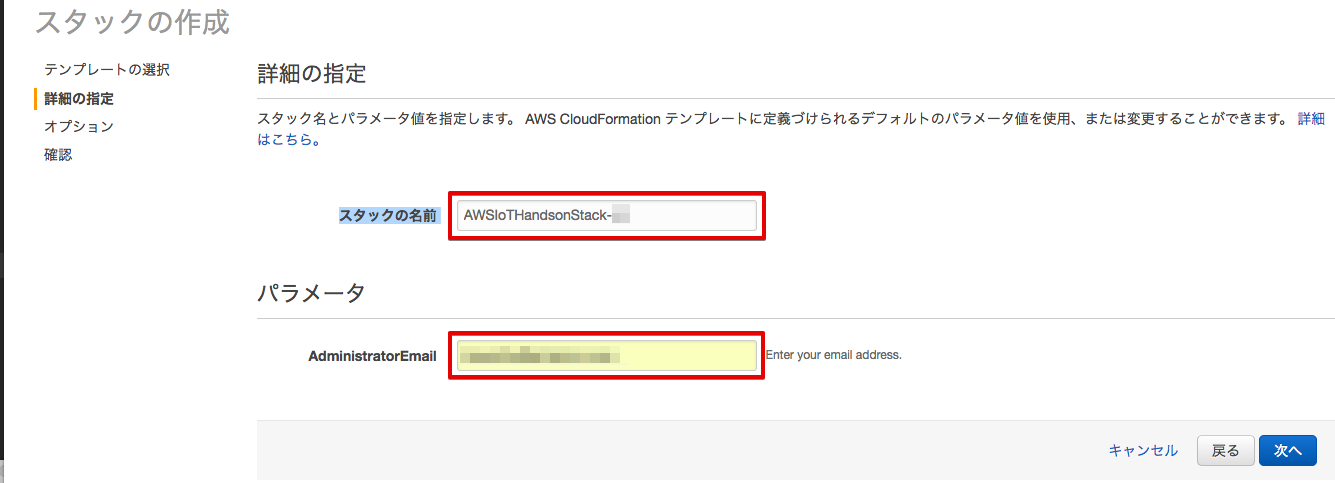 スタックの作成
テンプレートの選択
詳細の指定
オプション
確認
詳細の指定
スタック名とパラメータ値を指定します。 AWS CloudFormation テンプレートに定義づけられるデフォルトのパラメータ値を使用、または変更することができます。 詳細
はこちら。
スタックの名前 AWSIoTHandsonStack-
パラメータ
AdministratorEmail Enter your email address.
キャンセル 戻る 次へ